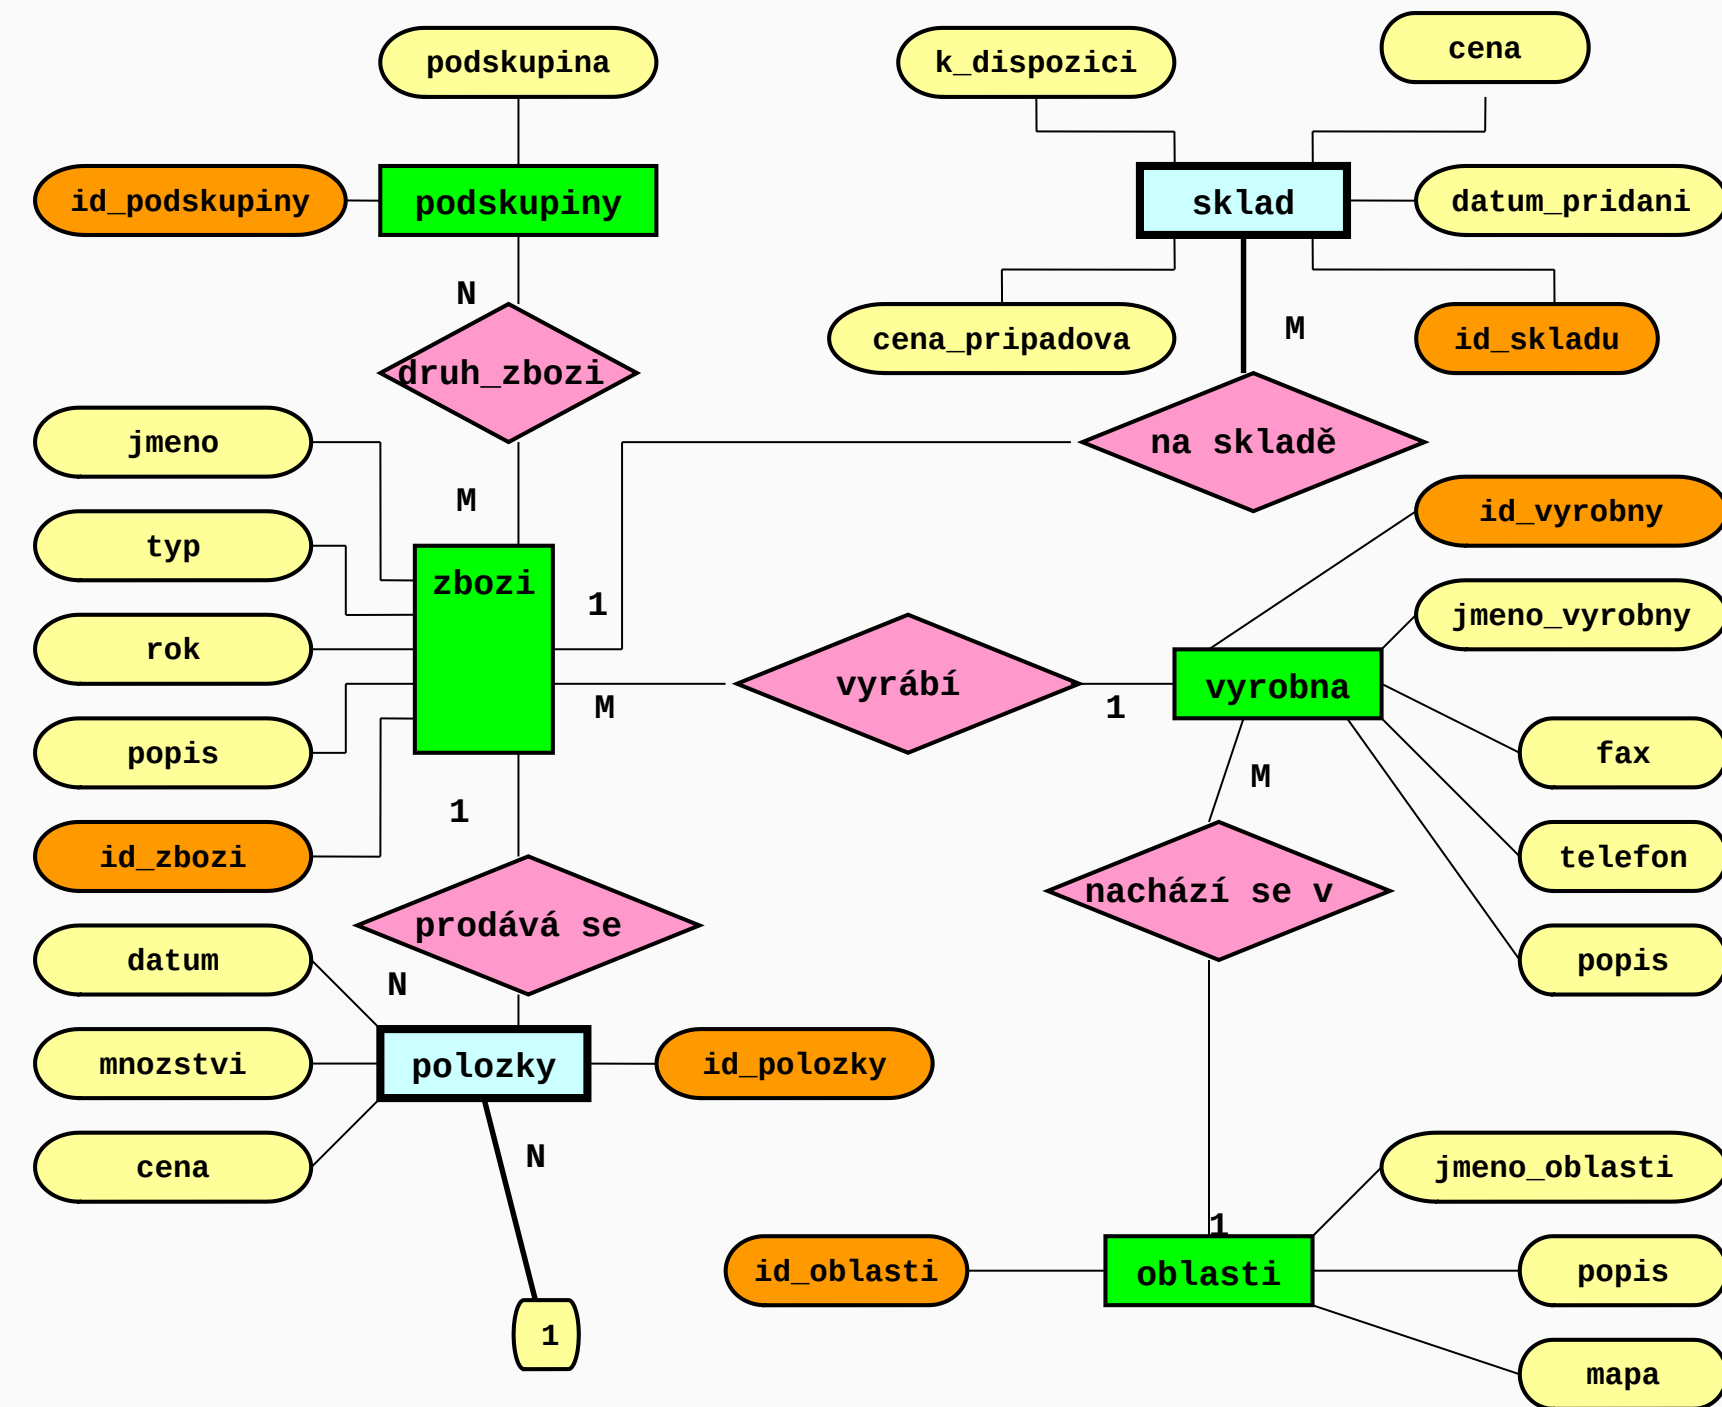 podskupina
k_dispozici
cena
id_podskupiny
podskupiny
sklad
datum_pridani
N
cena_pripadova
M
id_skladu
druh_zbozi
jmeno
na skladě
M
id_vyrobny
typ
zbozi
1
jmeno_vyrobny
rok
vyrábí
vyrobna
M
1
popis
fax
M
1
id_zbozi
telefon
nachází se v
prodává se
datum
popis
N
mnozstvi
polozky
id_polozky
N
cena
jmeno_oblasti
1
id_oblasti
oblasti
popis
1
mapa